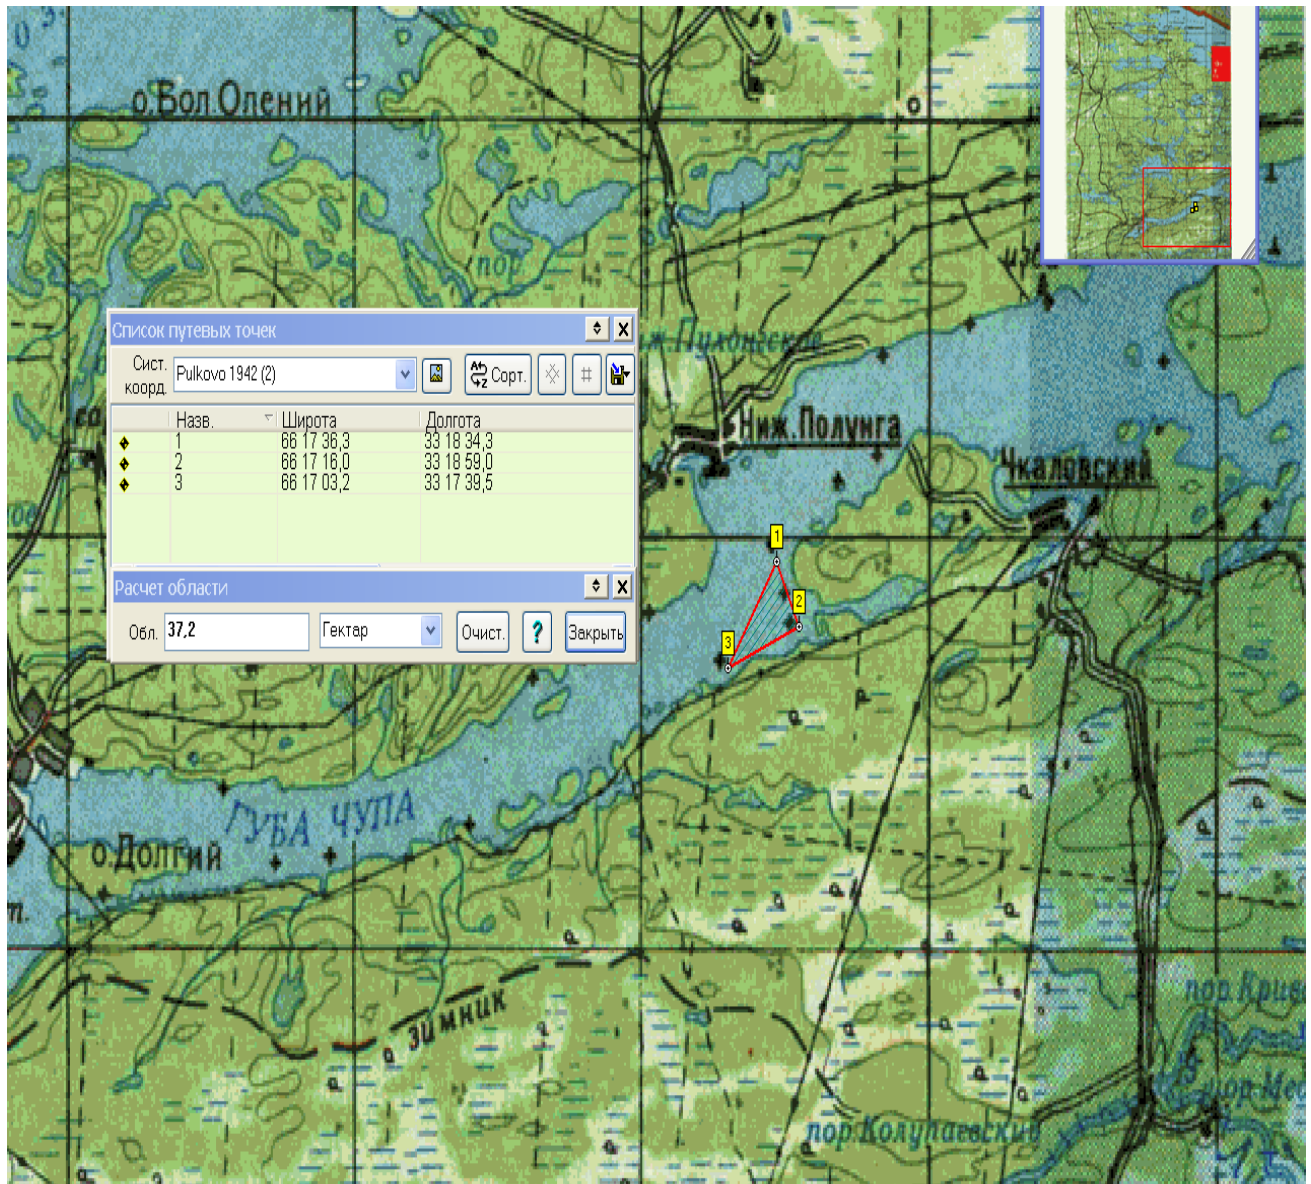 о.Бол.Олений
пор
изба
Список путевых точек
Сист. коорд. Pulkovo 1942 (2) Сорт.
Назв. Широта Долгота
1 66 17 36,3 33 18 34,3
2 66 17 16,0 33 18 59,0
3 66 17 03,2 33 17 39,5
Расчет области
Обл. 37,2 Гектар Очист. ? Закрыть
Ниж.Полунга
Чкаловский
1
2
3
ГУБА ЧУПА
о.Долгий
Зимник
пор.Колупаевский